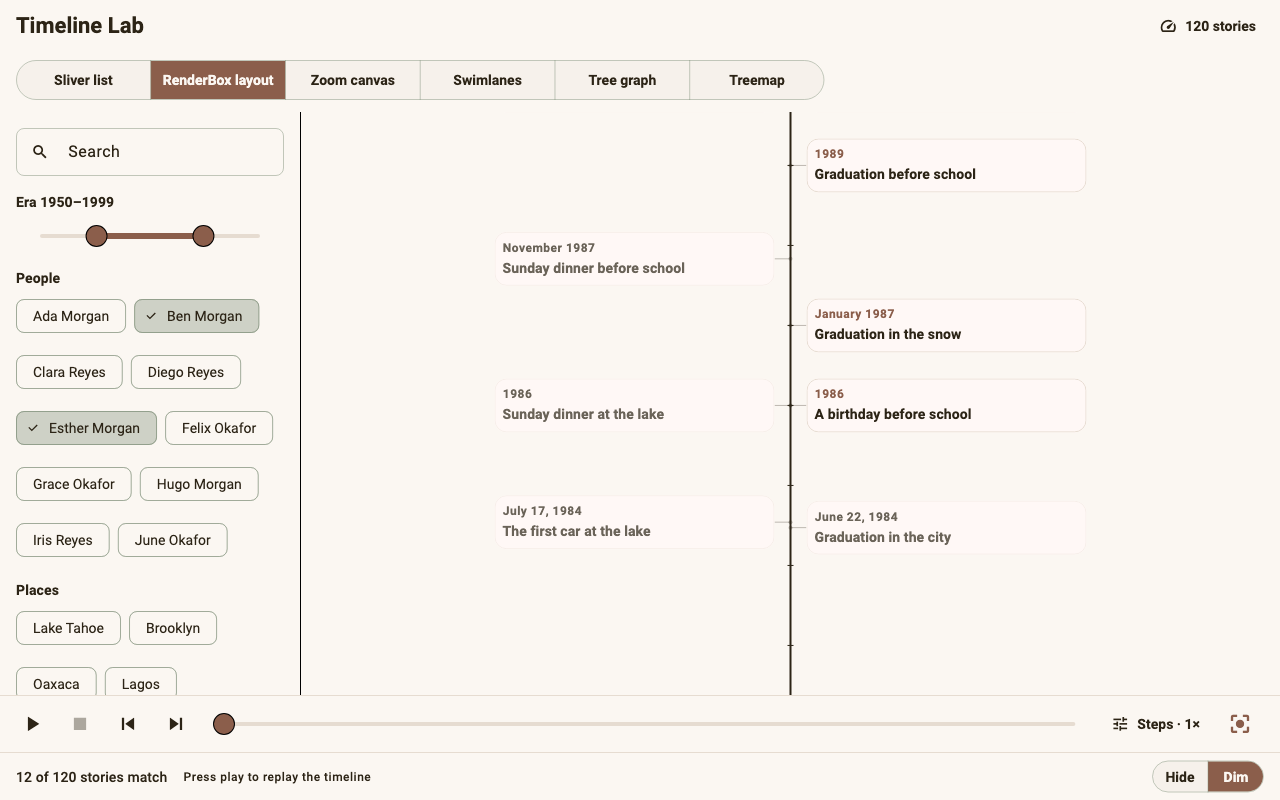 Timeline Lab
120 stories
Sliver list
RenderBox layout
Zoom canvas
Swimlanes
Tree graph
Treemap
Search
Era 1950–1999
People
Ada Morgan
Ben Morgan
Clara Reyes
Diego Reyes
Esther Morgan
Felix Okafor
Grace Okafor
Hugo Morgan
Iris Reyes
June Okafor
Places
Lake Tahoe
Brooklyn
Oaxaca
Lagos
1989
Graduation before school
November 1987
Sunday dinner before school
January 1987
Graduation in the snow
1986
Sunday dinner at the lake
1986
A birthday before school
July 17, 1984
The first car at the lake
June 22, 1984
Graduation in the city
Steps · 1×
12 of 120 stories match
Press play to replay the timeline
Hide
Dim